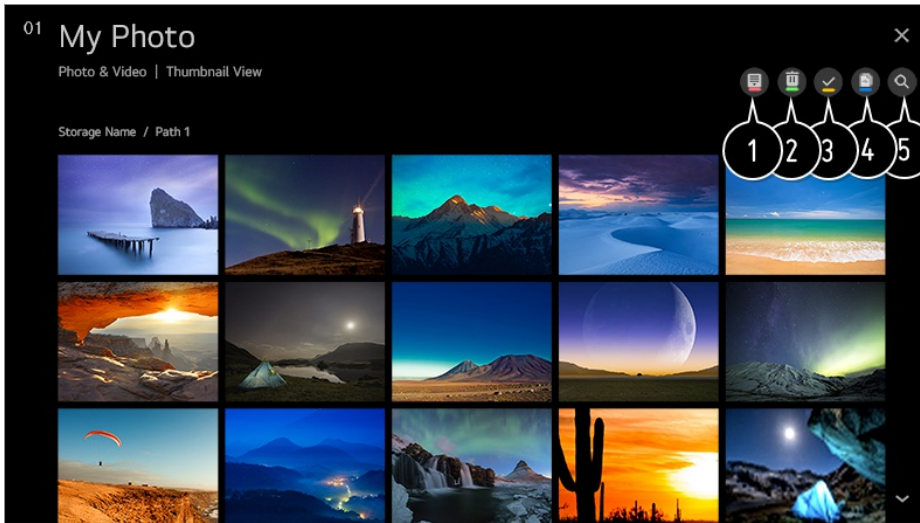 01
My Photo
Photo & Video | Thumbnail View
Storage Name / Path 1
1 2 3 4 5